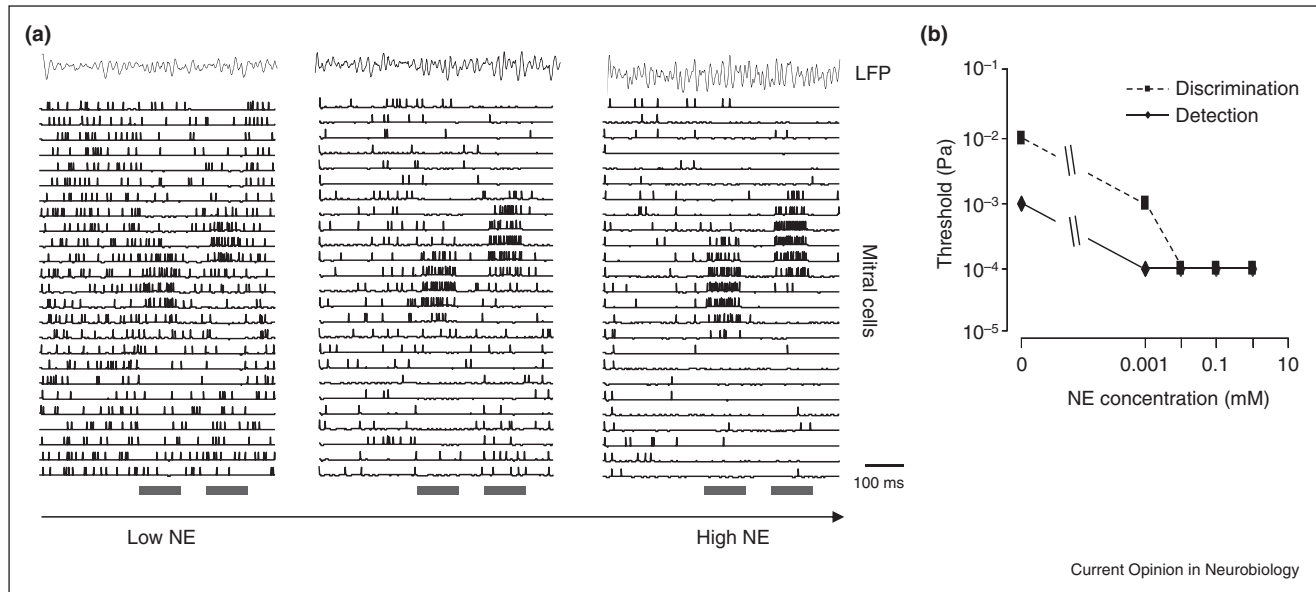 (a)
LFP
Mitral cells
100 ms
Low NE
High NE
(b)
10⁻¹
10⁻²
10⁻³
10⁻⁴
10⁻⁵
Threshold (Pa)
Discrimination
Detection
0
0.001
0.1
10
NE concentration (mM)
Current Opinion in Neurobiology